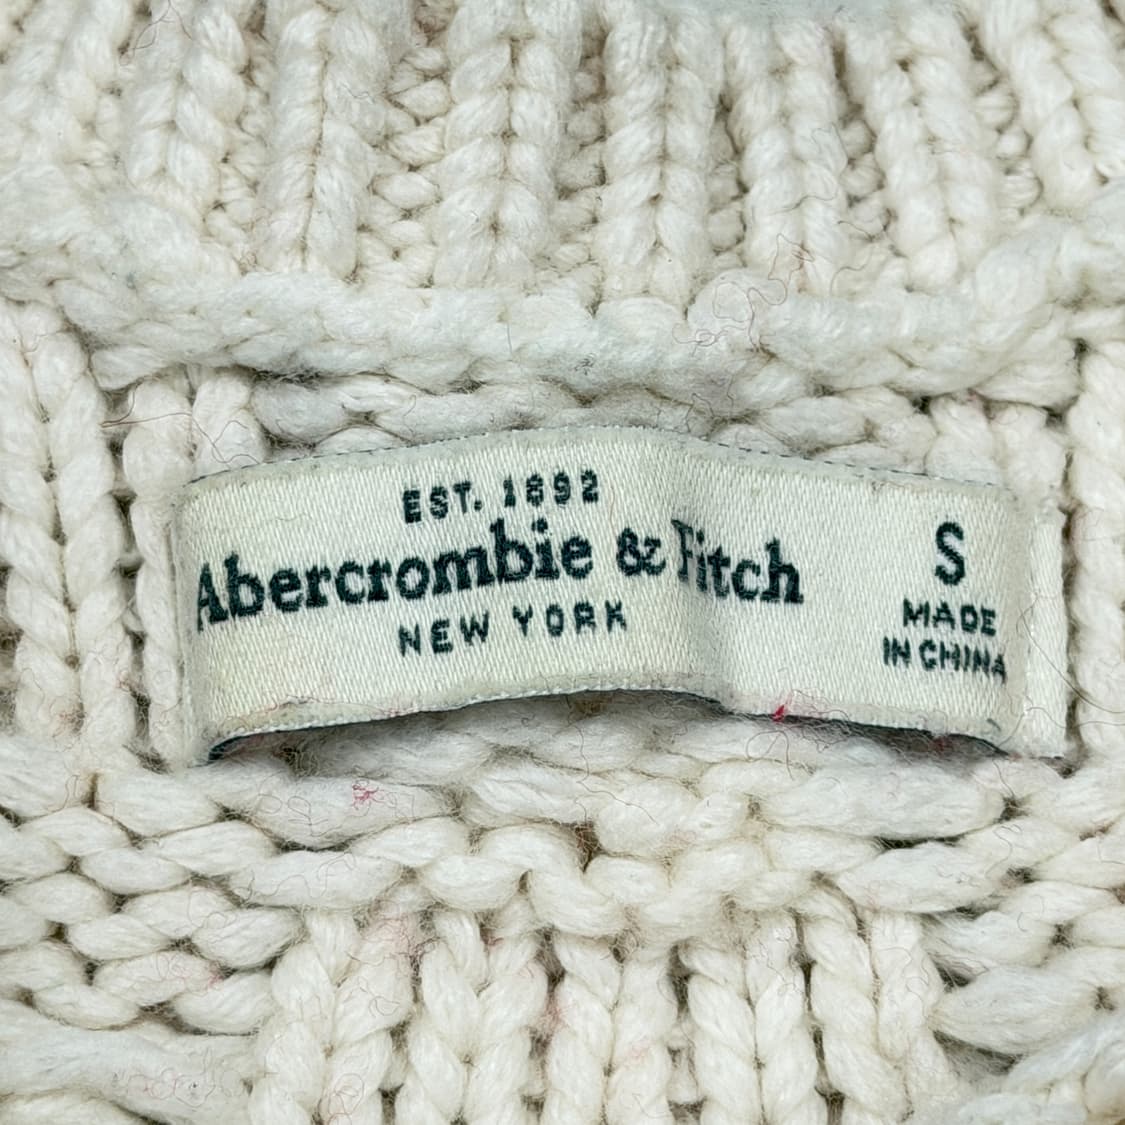 EST. 1892
Abercrombie & Fitch
NEW YORK
S
MADE
IN CHINA